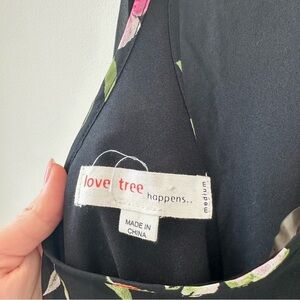 love tree
happens..
medium
MADE IN
CHINA